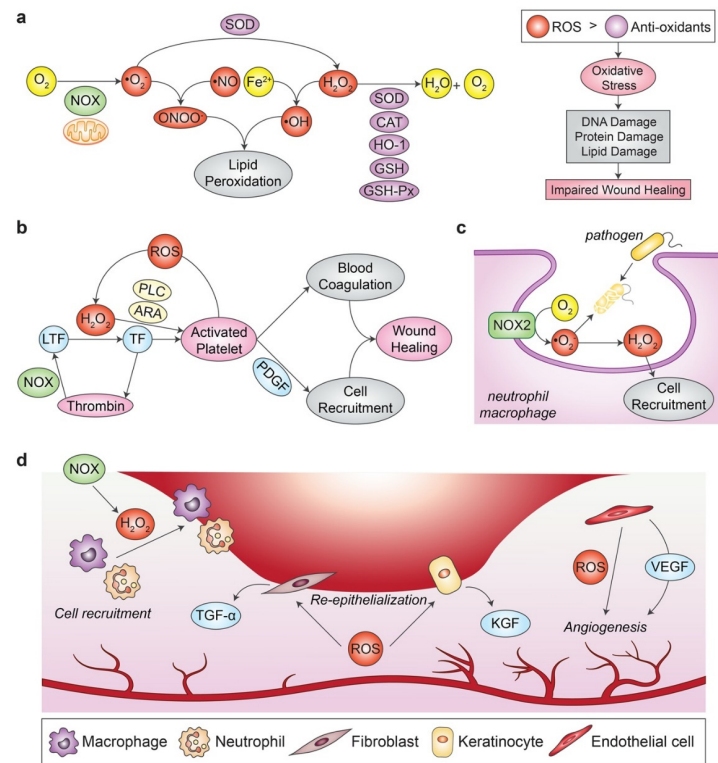 a
SOD
O₂
•O₂⁻
•NO
Fe²⁺
H₂O₂
H₂O + O₂
NOX
ONOO⁻
•OH
SOD
CAT
HO-1
GSH
GSH-Px
Lipid
Peroxidation
ROS > Anti-oxidants
Oxidative
Stress
DNA Damage
Protein Damage
Lipid Damage
Impaired Wound Healing
b
ROS
PLC
ARA
H₂O₂
LTF
TF
Activated
Platelet
NOX
Thrombin
PDGF
Blood
Coagulation
Wound
Healing
Cell
Recruitment
c
pathogen
O₂
NOX2
•O₂⁻
H₂O₂
neutrophil
macrophage
Cell
Recruitment
d
NOX
H₂O₂
Cell recruitment
TGF-α
Re-epithelialization
ROS
KGF
ROS
VEGF
Angiogenesis
Macrophage
Neutrophil
Fibroblast
Keratinocyte
Endothelial cell